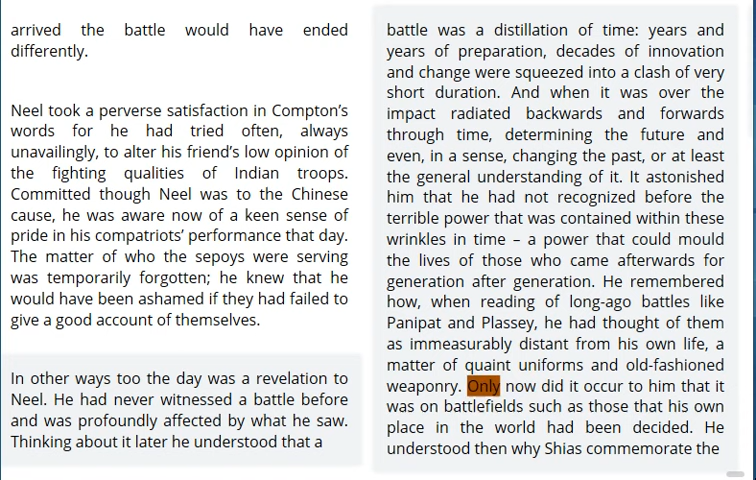 arrived the battle would have ended
differently.
Neel took a perverse satisfaction in Compton's
words for he had tried often, always
unavailingly, to alter his friend's low opinion of
the fighting qualities of Indian troops.
Committed though Neel was to the Chinese
cause, he was aware now of a keen sense of
pride in his compatriots' performance that day.
The matter of who the sepoys were serving
was temporarily forgotten; he knew that he
would have been ashamed if they had failed to
give a good account of themselves.
In other ways too the day was a revelation to
Neel. He had never witnessed a battle before
and was profoundly affected by what he saw.
Thinking about it later he understood that a
battle was a distillation of time: years and
years of preparation, decades of innovation
and change were squeezed into a clash of very
short duration. And when it was over the
impact radiated backwards and forwards
through time, determining the future and
even, in a sense, changing the past, or at least
the general understanding of it. It astonished
him that he had not recognized before the
terrible power that was contained within these
wrinkles in time – a power that could mould
the lives of those who came afterwards for
generation after generation. He remembered
how, when reading of long-ago battles like
Panipat and Plassey, he had thought of them
as immeasurably distant from his own life, a
matter of quaint uniforms and old-fashioned
weaponry. Only now did it occur to him that it
was on battlefields such as those that his own
place in the world had been decided. He
understood then why Shias commemorate the